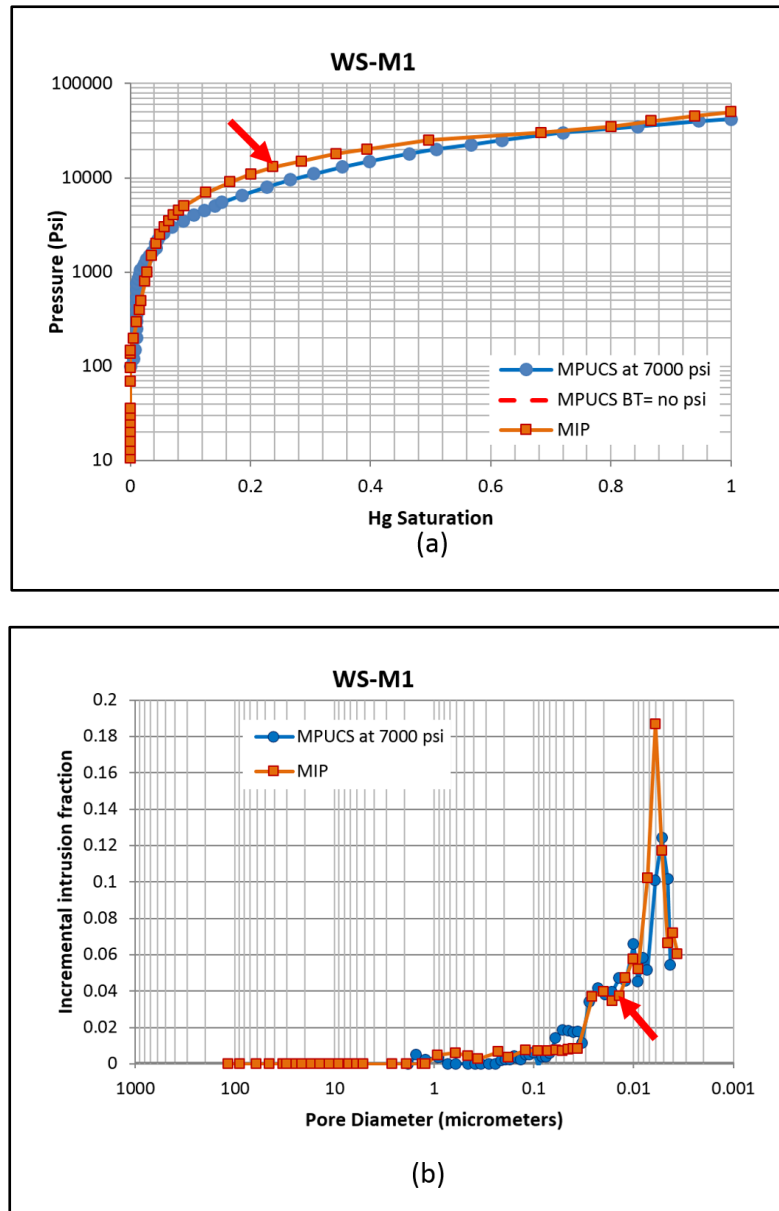 WS-M1
100000
10000
1000
100
10
Pressure (Psi)
MPUCS at 7000 psi
MPUCS BT= no psi
MIP
0 0.2 0.4 0.6 0.8 1
Hg Saturation
(a)
WS-M1
0.2
0.18
0.16
0.14
0.12
0.1
0.08
0.06
0.04
0.02
0
Incremental intrusion fraction
MPUCS at 7000 psi
MIP
1000 100 10 1 0.1 0.01 0.001
Pore Diameter (micrometers)
(b)